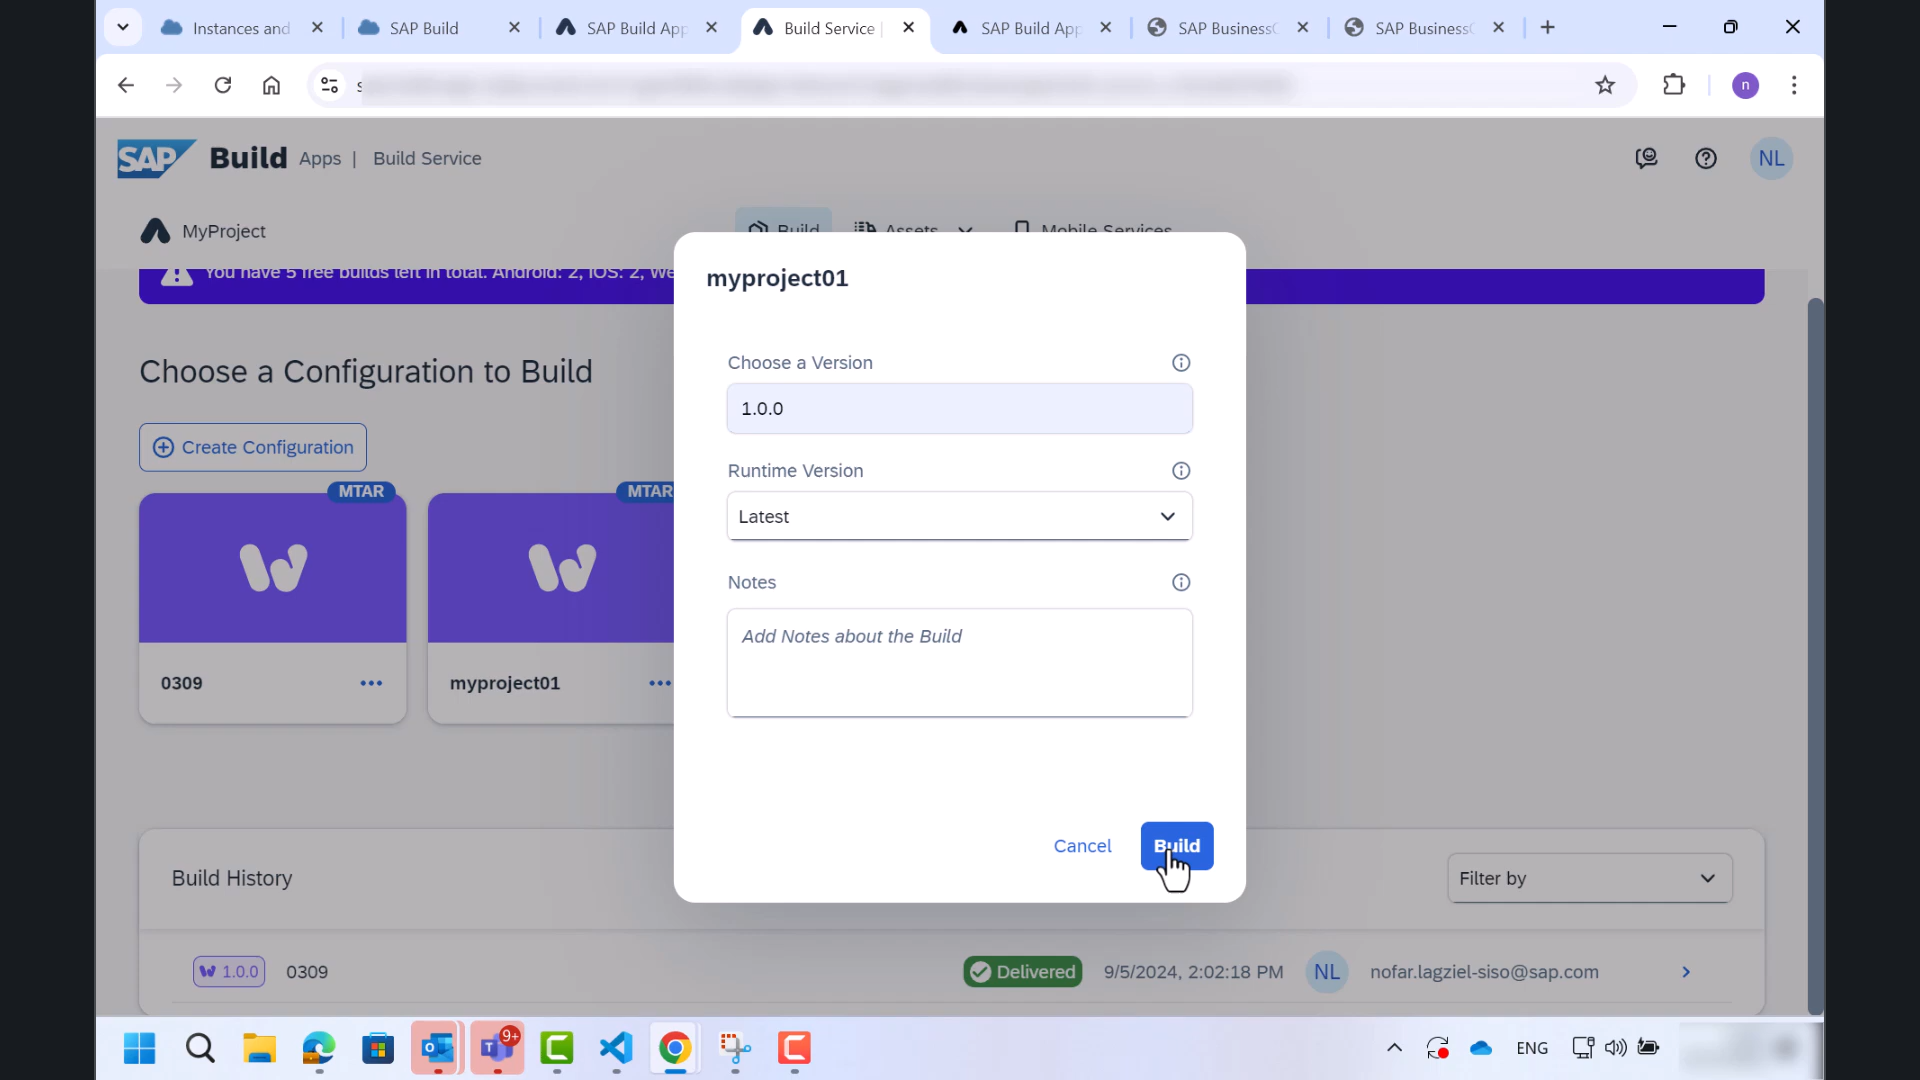 Instances and
SAP Build
SAP Build App
Build Service |
SAP Build App
SAP Business
SAP Business
n
SAP Build Apps | Build Service
NL
MyProject
Build
Assets
Mobile Services
You have 5 free builds left in total. Android: 2, iOS: 2, We
myproject01
Choose a Version
1.0.0
Runtime Version
Latest
Notes
Add Notes about the Build
Cancel
Build
Choose a Configuration to Build
Create Configuration
MTAR
MTAR
0309
myproject01
Build History
Filter by
1.0.0
0309
Delivered
9/5/2024, 2:02:18 PM
NL
nofar.lagziel-siso@sap.com
9+
ENG